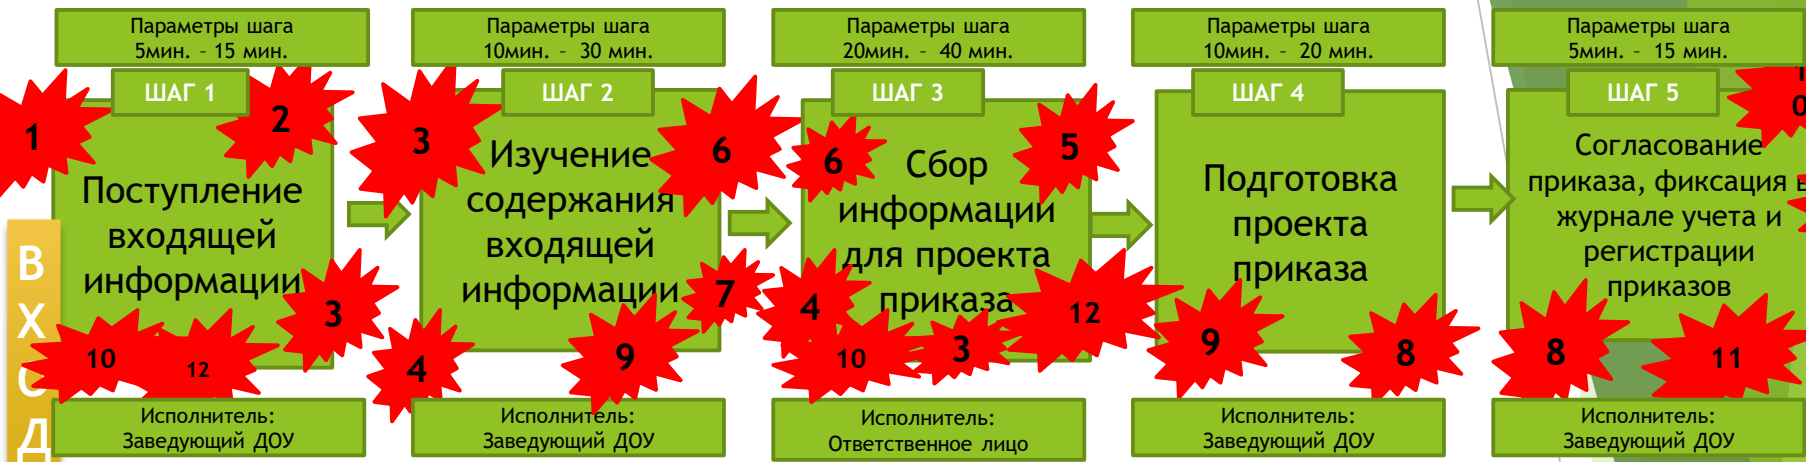 Параметры шага
5мин. – 15 мин.
Параметры шага
10мин. – 30 мин.
Параметры шага
20мин. – 40 мин.
Параметры шага
10мин. – 20 мин.
Параметры шага
5мин. – 15 мин.
ШАГ 1
ШАГ 2
ШАГ 3
ШАГ 4
ШАГ 5
1
2
Поступление
входящей
информации
3
10
12
3
6
Изучение
содержания
входящей
информации
7
4
9
6
5
Сбор
информации
для проекта
приказа
4
12
10
3
Подготовка
проекта
приказа
9
8
1
0
Согласование
приказа, фиксация в
журнале учета и
регистрации
приказов
8
11
В
Х
О
Д
Исполнитель:
Заведующий ДОУ
Исполнитель:
Заведующий ДОУ
Исполнитель:
Ответственное лицо
Исполнитель:
Заведующий ДОУ
Исполнитель:
Заведующий ДОУ